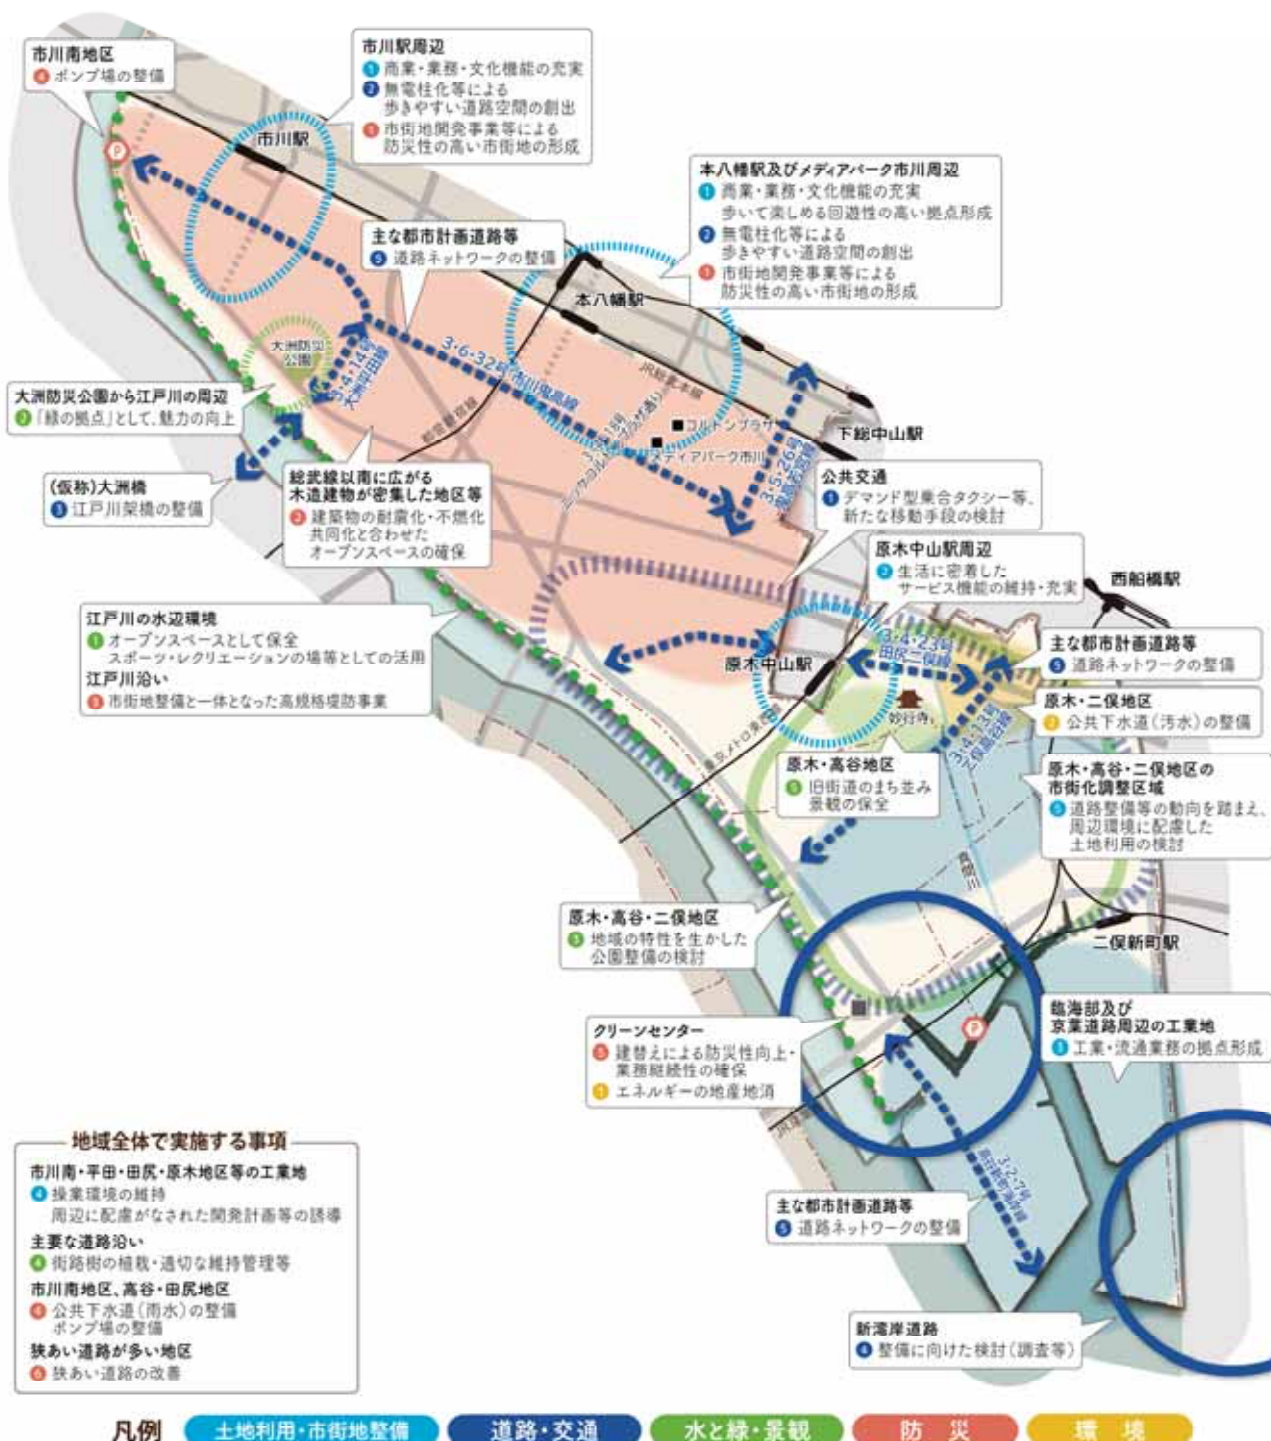 市川南地区
4 ポンプ場の整備
市川駅周辺
1 商業・業務・文化機能の充実
2 無電柱化等による
歩きやすい道路空間の創出
1 市街地開発事業等による
防災性の高い市街地の形成
市川駅
本八幡駅及びメディアパーク市川周辺
1 商業・業務・文化機能の充実
歩いて楽しめる回遊性の高い拠点形成
2 無電柱化等による
歩きやすい道路空間の創出
1 市街地開発事業等による
防災性の高い市街地の形成
主な都市計画道路等
5 道路ネットワークの整備
本八幡駅
大洲防災
公園
3・4・14号
大洲平田線
3・6・32号 市川鬼高線
JR総武本線
都営新宿線
コルトンプラザ
メディアパーク市川
下総中山駅
3・5・26号
大洲防災公園から江戸川の周辺
2 「緑の拠点」として、魅力の向上
(仮称)大洲橋
3 江戸川架橋の整備
総武線以南に広がる
木造建物が密集した地区等
2 建築物の耐震化・不燃化
共同化と合わせた
オープンスペースの確保
公共交通
1 デマンド型乗合タクシー等、
新たな移動手段の検討
原木中山駅周辺
2 生活に密着した
サービス機能の維持・充実
西船橋駅
江戸川の水辺環境
1 オープンスペースとして保全
スポーツ・レクリエーションの場等としての活用
江戸川沿い
3 市街地整備と一体となった高規格堤防事業
原木中山駅
3・4・23号
田尻二俣線
主な都市計画道路等
5 道路ネットワークの整備
妙行寺
原木・二俣地区
2 公共下水道(汚水)の整備
3・4・13号
二俣高谷線
東京メトロ東西線
原木・高谷地区
5 旧街道のまち並み
景観の保全
原木・高谷・二俣地区の
市街化調整区域
5 道路整備等の動向を踏まえ、
周辺環境に配慮した
土地利用の検討
真間川
原木・高谷・二俣地区
3 地域の特性を生かした
公園整備の検討
二俣新町駅
クリーンセンター
5 建替えによる防災性向上・
業務継続性の確保
1 エネルギーの地産地消
臨海部及び
京葉道路周辺の工業地
3 工業・流通業務の拠点形成
3・2・7号
主な都市計画道路等
5 道路ネットワークの整備
新湾岸道路
4 整備に向けた検討(調査等)
地域全体で実施する事項
市川南・平田・田尻・原木地区等の工業地
4 操業環境の維持
周辺に配慮がなされた開発計画等の誘導
主要な道路沿い
4 街路樹の植栽・適切な維持管理等
市川南地区、高谷・田尻地区
4 公共下水道(雨水)の整備
ポンプ場の整備
狭あい道路が多い地区
6 狭あい道路の改善
凡例 土地利用・市街地整備 道路・交通 水と緑・景観 防災 環境